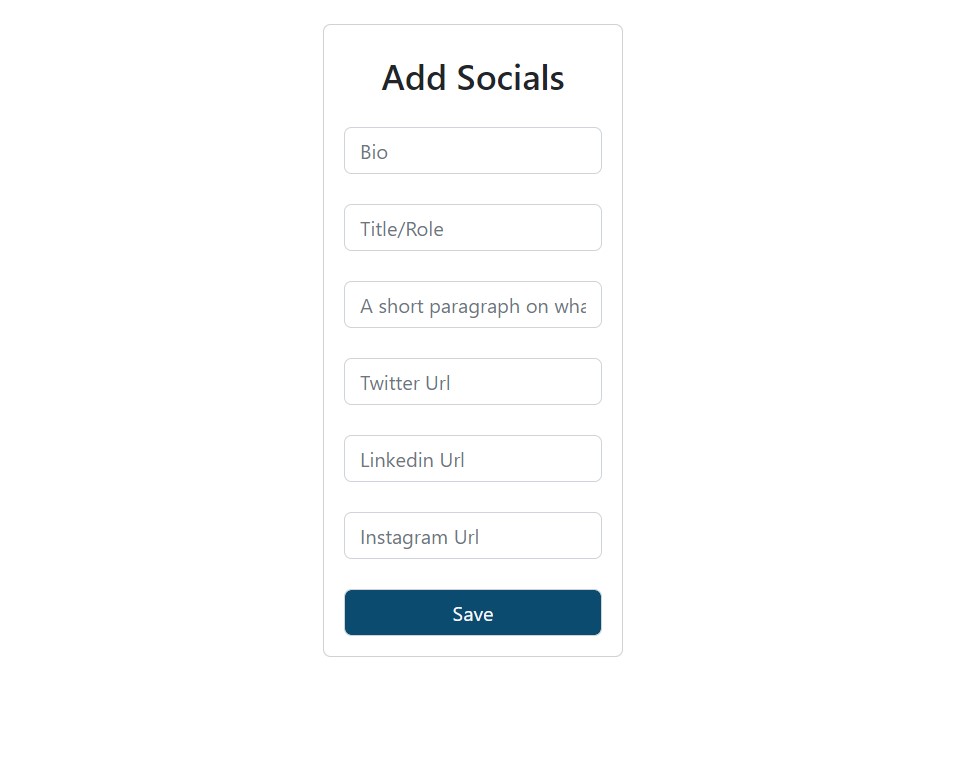 Add Socials
Bio
Title/Role
A short paragraph on wha
Twitter Url
Linkedin Url
Instagram Url
Save